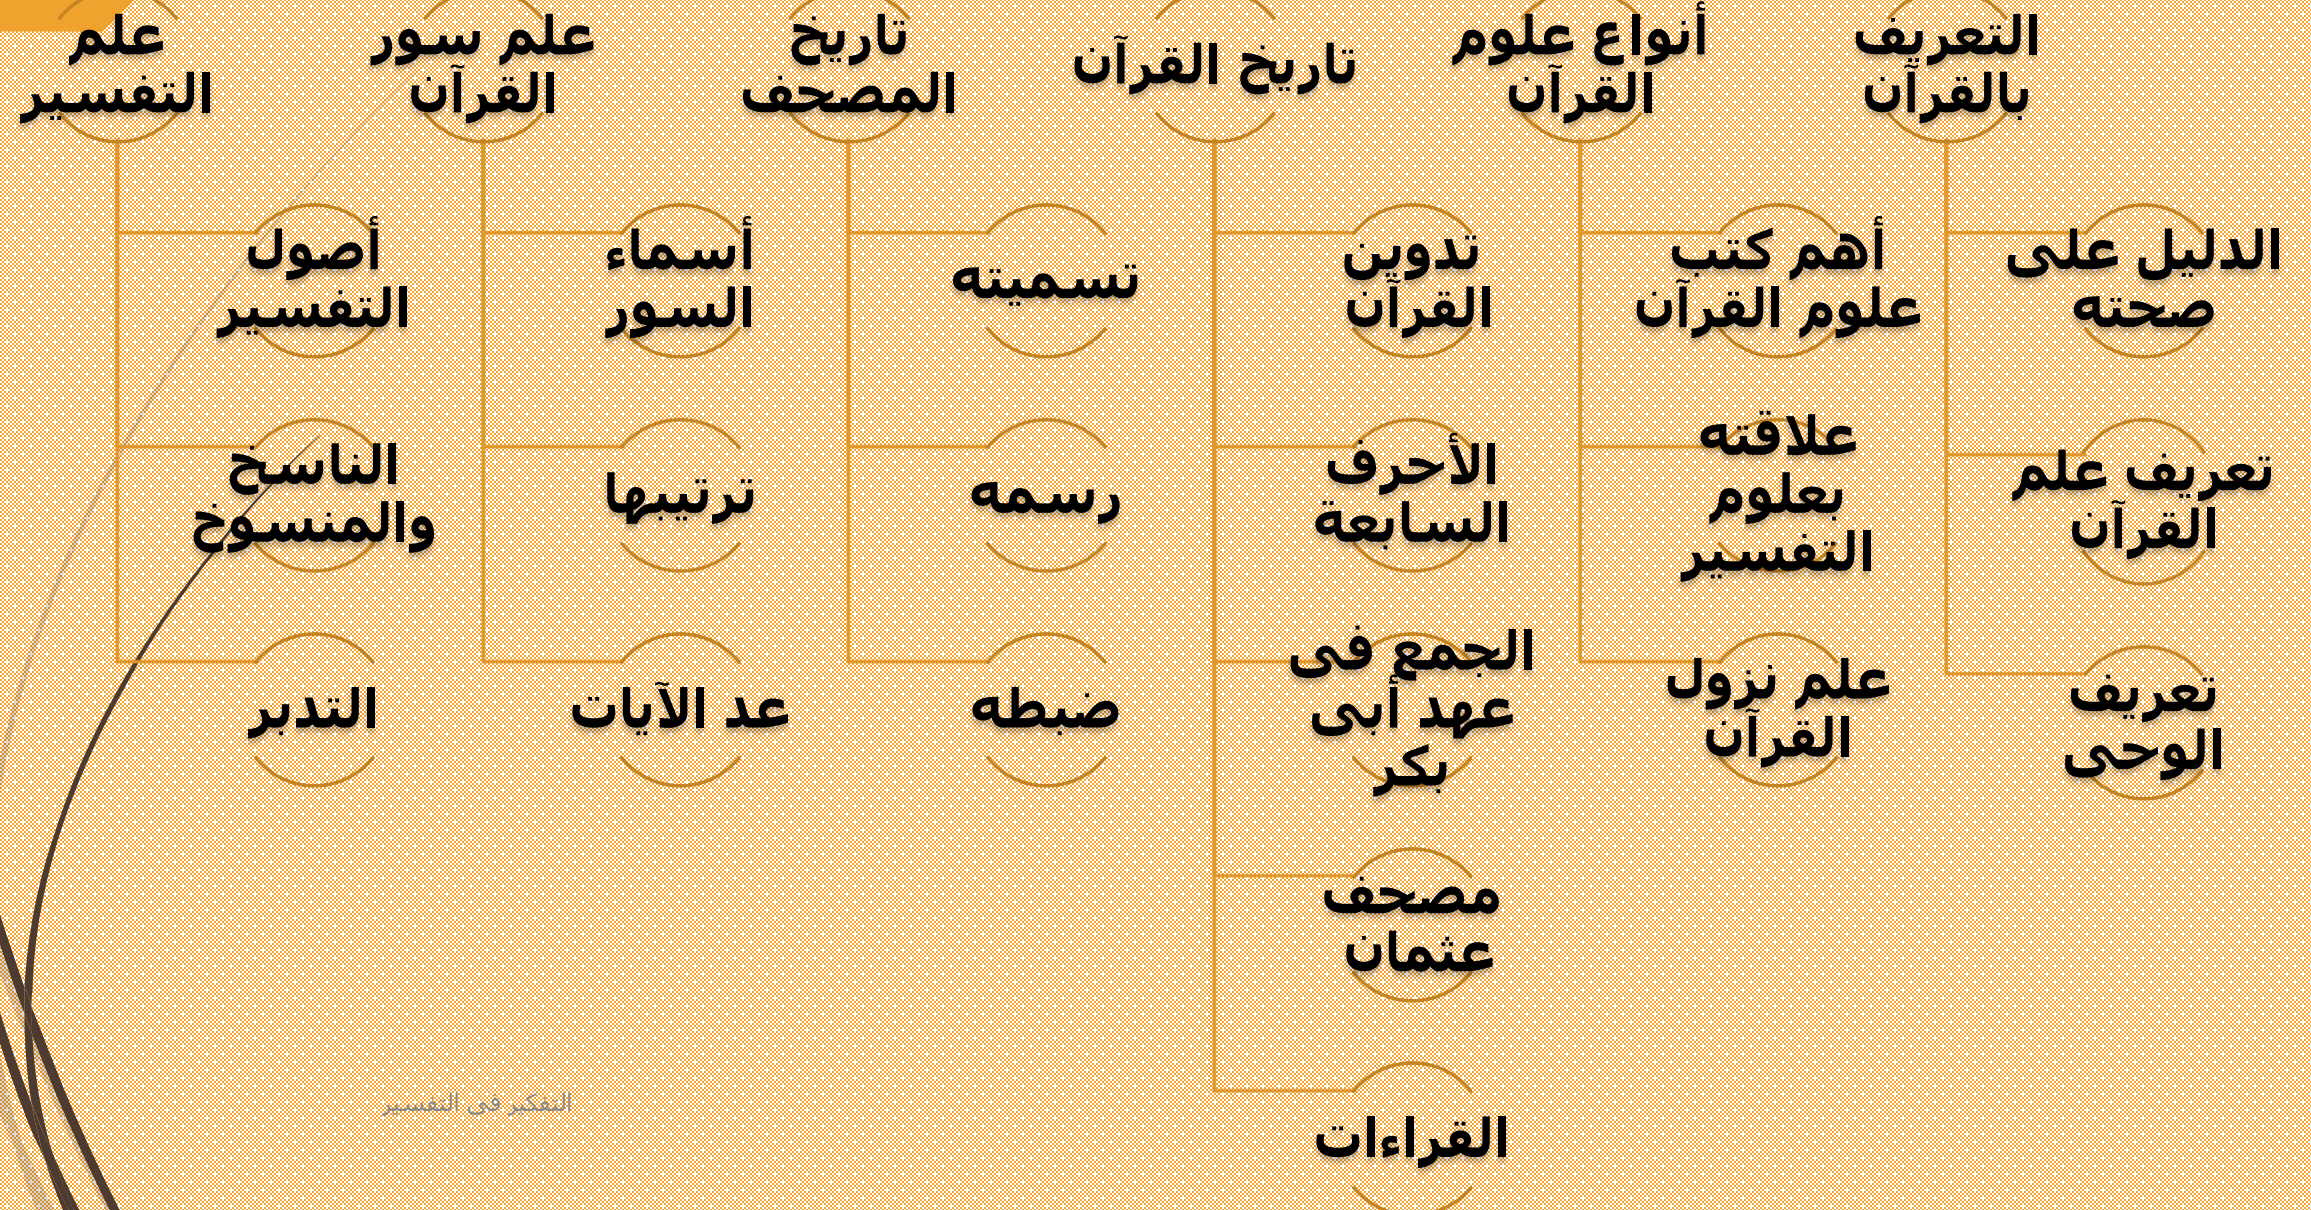 التعريف
بالقرآن
أنواع علوم
القرآن
تاريخ القرآن
تاريخ
المصحف
علم سور
القرآن
علم
التفسير
الدليل على
صحته
تعريف علم
القرآن
تعريف
الوحى
أهم كتب
علوم القرآن
علاقته
بعلوم
التفسير
علم نزول
القرآن
تدوين
القرآن
الأحرف
السابعة
الجمع فى
عهد أبى
بكر
مصحف
عثمان
القراءات
تسميته
رسمه
ضبطه
أسماء
السور
ترتيبها
عد الآيات
أصول
التفسير
الناسخ
والمنسوخ
التدبر
التفكير فى التفسير